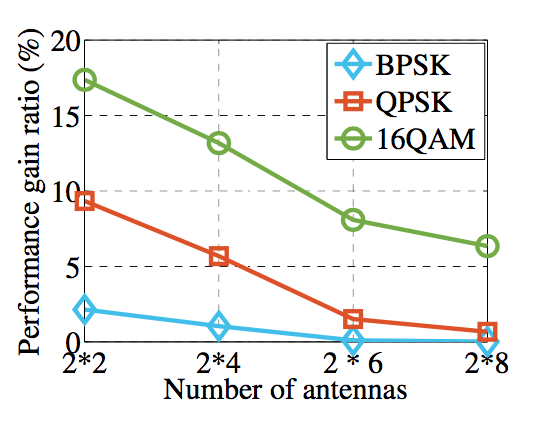 Performance gain ratio (%)
20
15
10
5
0
BPSK
QPSK
16QAM
2*2
2*4
2 * 6
2*8
Number of antennas